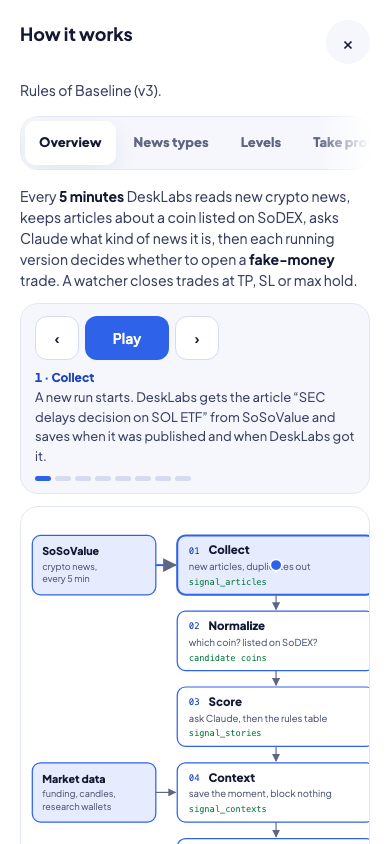 How it works
×
Rules of Baseline (v3).
Overview News types Levels Take pro
Every 5 minutes DeskLabs reads new crypto news,
keeps articles about a coin listed on SoDEX, asks
Claude what kind of news it is, then each running
version decides whether to open a fake-money
trade. A watcher closes trades at TP, SL or max hold.
‹ Play ›
1 · Collect
A new run starts. DeskLabs gets the article “SEC
delays decision on SOL ETF” from SoSoValue and
saves when it was published and when DeskLabs got
it.
SoSoValue
crypto news,
every 5 min
01 Collect
new articles, out
signal_articles
02 Normalize
which coin? listed on SoDEX?
candidate coins
03 Score
ask Claude, then the rules table
signal_stories
Market data
funding, candles,
research wallets
04 Context
save the moment, block nothing
signal_contexts